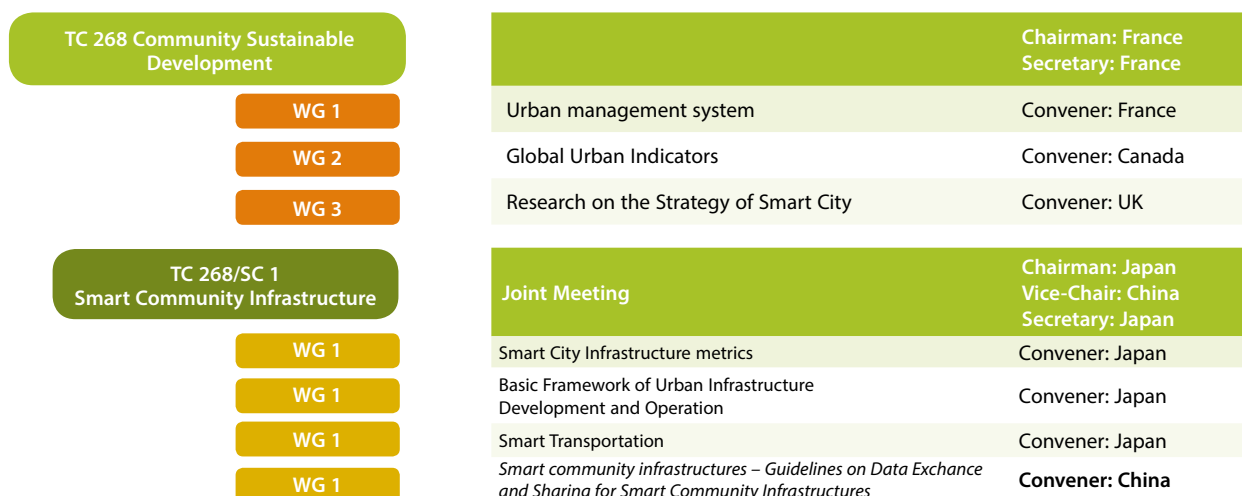 TC 268 Community Sustainable
Development
Chairman: France
Secretary: France
WG 1
Urban management system
Convener: France
WG 2
Global Urban Indicators
Convener: Canada
WG 3
Research on the Strategy of Smart City
Convener: UK
TC 268/SC 1
Smart Community Infrastructure
Joint Meeting
Chairman: Japan
Vice-Chair: China
Secretary: Japan
WG 1
Smart City Infrastructure metrics
Convener: Japan
WG 1
Basic Framework of Urban Infrastructure
Development and Operation
Convener: Japan
WG 1
Smart Transportation
Convener: Japan
WG 1
Smart community infrastructures – Guidelines on Data Exchange
and Sharing for Smart Community Infrastructures
Convener: China